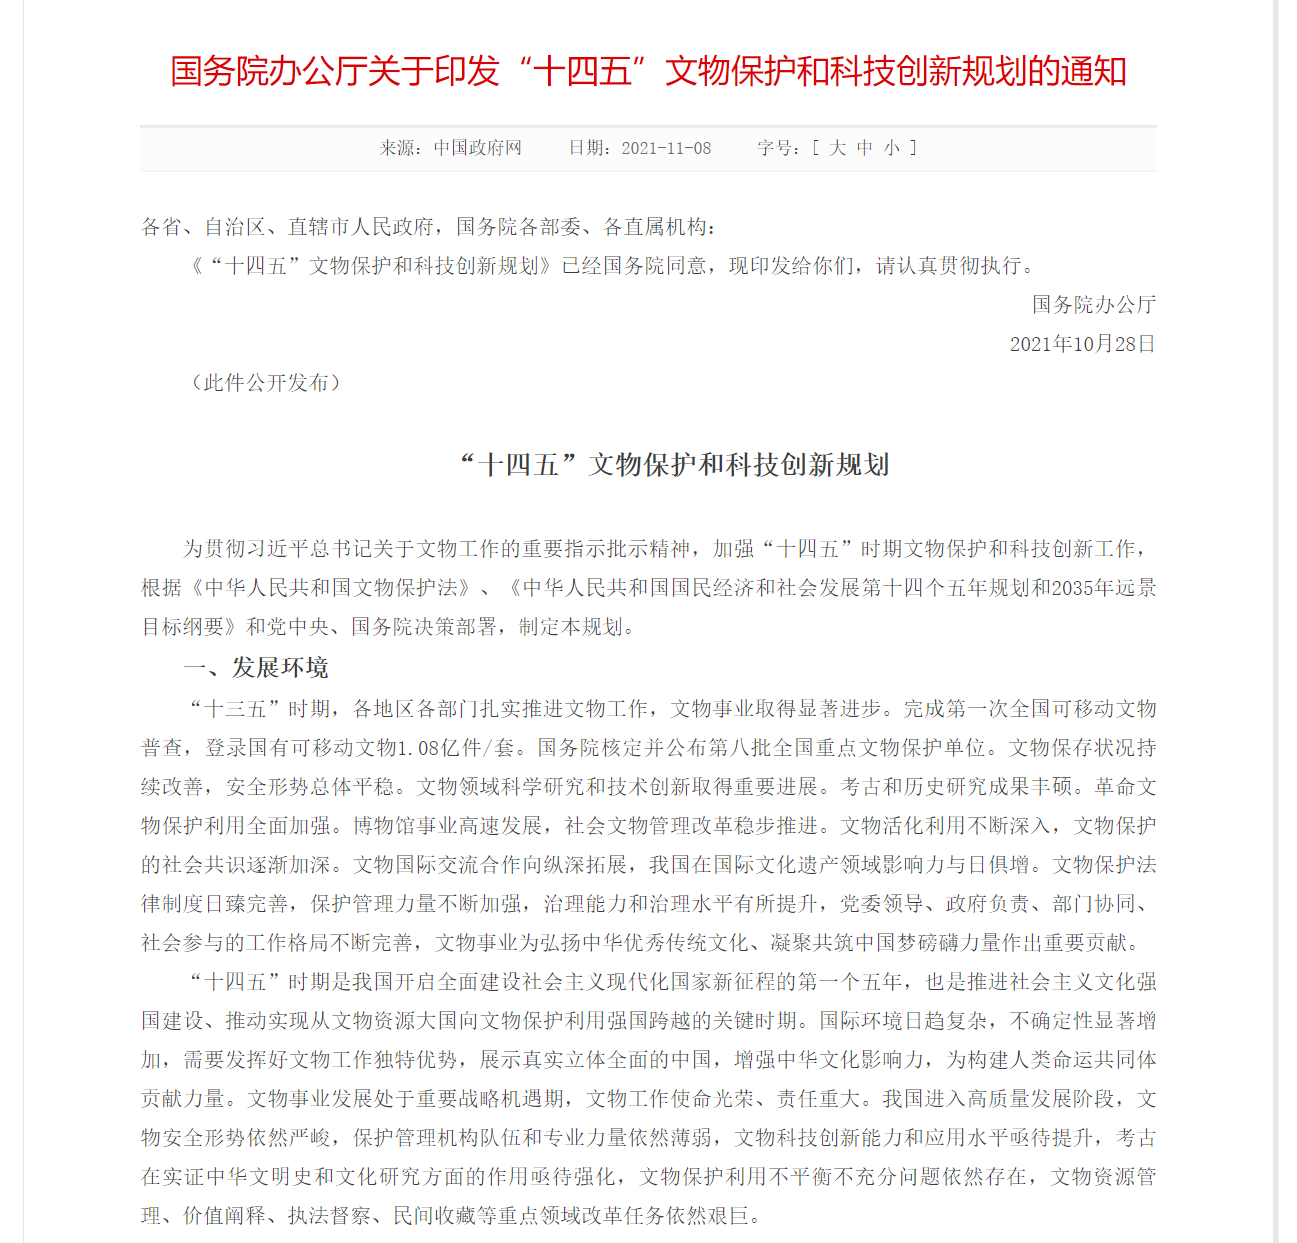 国务院办公厅关于印发“十四五”文物保护和科技创新规划的通知
来源：中国政府网 日期：2021-11-08 字号：[ 大 中 小 ]
各省、自治区、直辖市人民政府，国务院各部委、各直属机构：
《“十四五”文物保护和科技创新规划》已经国务院同意，现印发给你们，请认真贯彻执行。
国务院办公厅
2021年10月28日
（此件公开发布）
“十四五”文物保护和科技创新规划
为贯彻习近平总书记关于文物工作的重要指示批示精神，加强“十四五”时期文物保护和科技创新工作，
根据《中华人民共和国文物保护法》、《中华人民共和国国民经济和社会发展第十四个五年规划和2035年远景
目标纲要》和党中央、国务院决策部署，制定本规划。
一、发展环境
“十三五”时期，各地区各部门扎实推进文物工作，文物事业取得显著进步。完成第一次全国可移动文物
普查，登录国有可移动文物1.08亿件/套。国务院核定并公布第八批全国重点文物保护单位。文物保存状况持
续改善，安全形势总体平稳。文物领域科学研究和技术创新取得重要进展。考古和历史研究成果丰硕。革命文
物保护利用全面加强。博物馆事业高速发展，社会文物管理改革稳步推进。文物活化利用不断深入，文物保护
的社会共识逐渐加深。文物国际交流合作向纵深拓展，我国在国际文化遗产领域影响力与日俱增。文物保护法
律制度日臻完善，保护管理力量不断加强，治理能力和治理水平有所提升，党委领导、政府负责、部门协同、
社会参与的工作格局不断完善，文物事业为弘扬中华优秀传统文化、凝聚共筑中国梦磅礴力量作出重要贡献。
“十四五”时期是我国开启全面建设社会主义现代化国家新征程的第一个五年，也是推进社会主义文化强
国建设、推动实现从文物资源大国向文物保护利用强国跨越的关键时期。国际环境日趋复杂，不确定性显著增
加，需要发挥好文物工作独特优势，展示真实立体全面的中国，增强中华文化影响力，为构建人类命运共同体
贡献力量。文物事业发展处于重要战略机遇期，文物工作使命光荣、责任重大。我国进入高质量发展阶段，文
物安全形势依然严峻，保护管理机构队伍和专业力量依然薄弱，文物科技创新能力和应用水平亟待提升，考古
在实证中华文明史和文化研究方面的作用亟待强化，文物保护利用不平衡不充分问题依然存在，文物资源管
理、价值阐释、执法督察、民间收藏等重点领域改革任务依然艰巨。